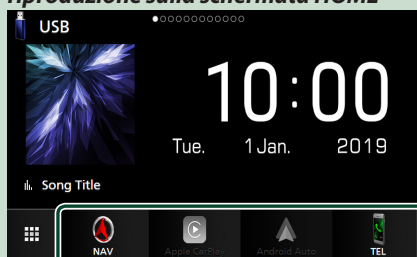 riproduzione sulla schermata HOME
USB
10:00
Tue. 1 Jan. 2019
Song Title
NAV Apple CarPlay Android Auto TEL